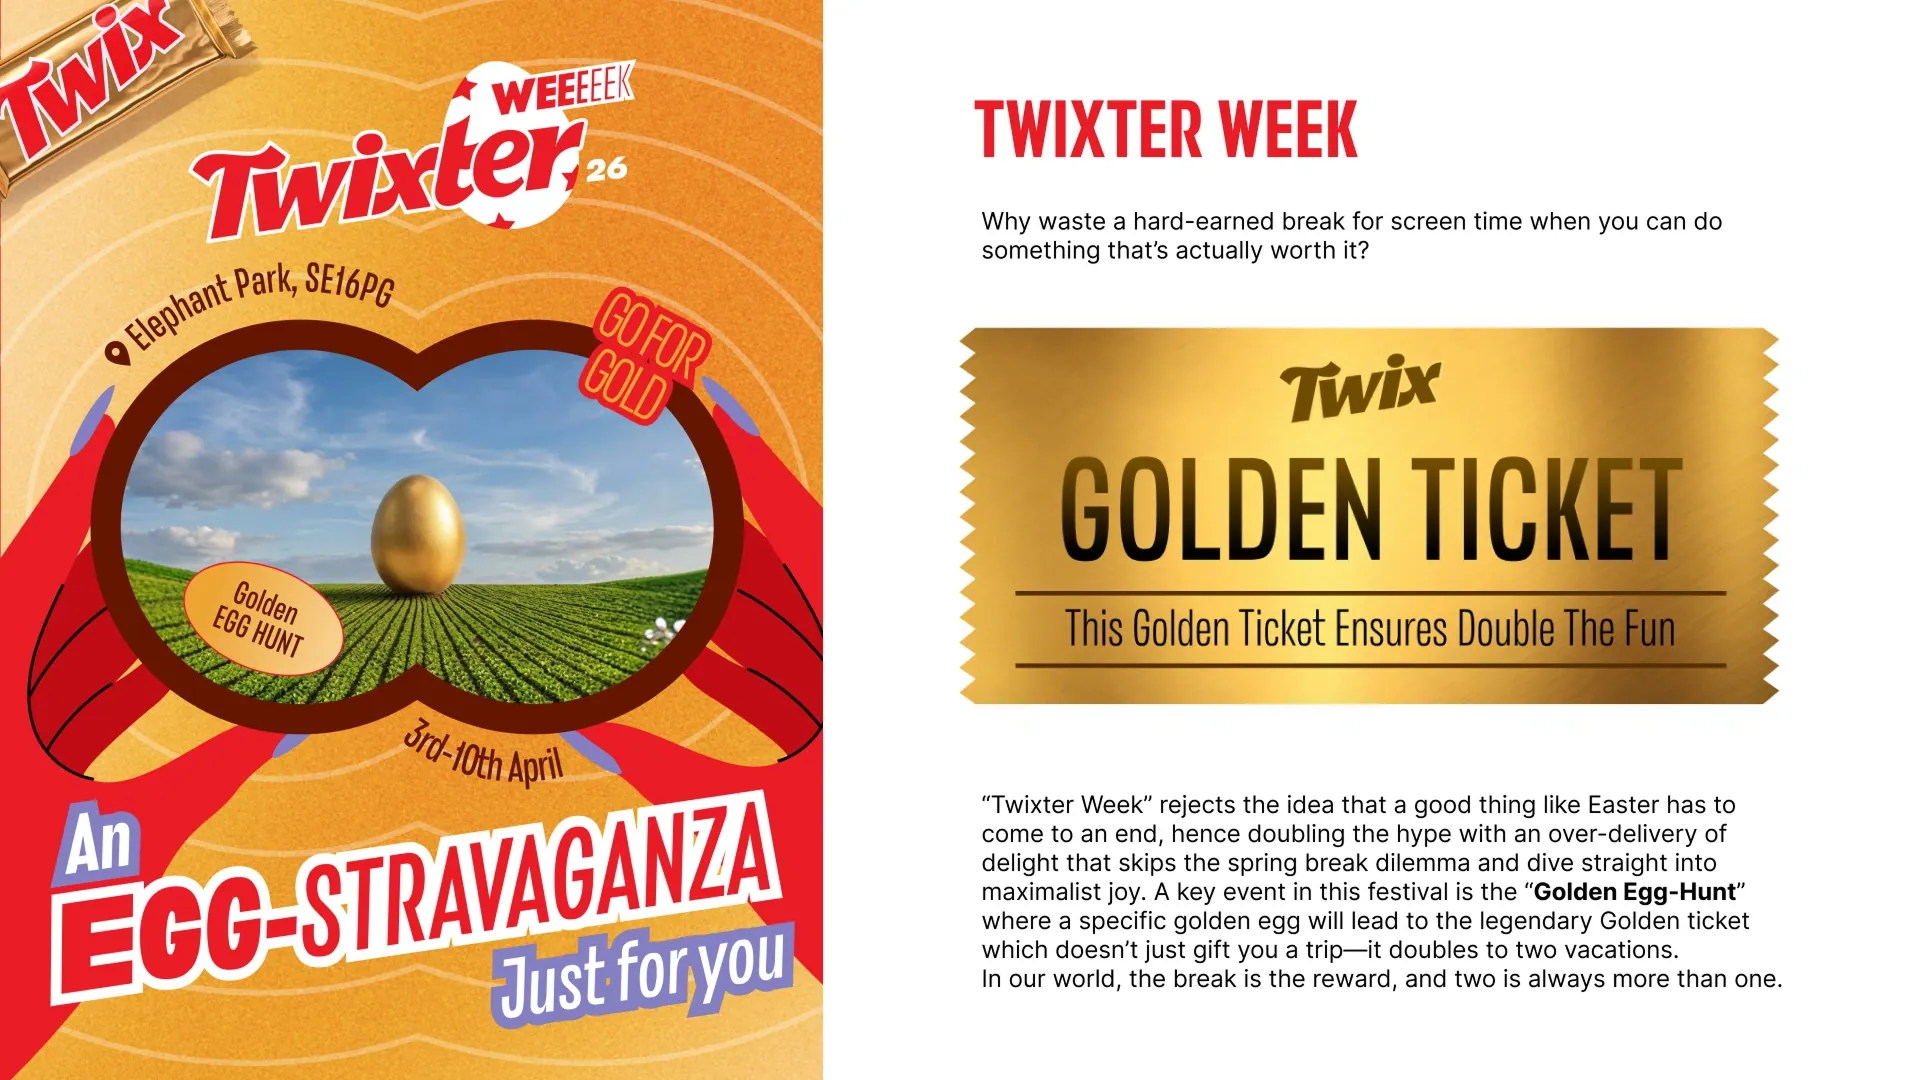 Twix
WEEEEEK
Twixter
26
Elephant Park, SE16PG
GO FOR
GOLD
Golden
EGG HUNT
3rd-10th April
An
EGG-STRAVAGANZA
Just for you
TWIXTER WEEK
Why waste a hard-earned break for screen time when you can do
something that’s actually worth it?
Twix
GOLDEN TICKET
This Golden Ticket Ensures Double The Fun
“Twixter Week” rejects the idea that a good thing like Easter has to
come to an end, hence doubling the hype with an over-delivery of
delight that skips the spring break dilemma and dive straight into
maximalist joy. A key event in this festival is the “Golden Egg-Hunt”
where a specific golden egg will lead to the legendary Golden ticket
which doesn’t just gift you a trip—it doubles to two vacations.
In our world, the break is the reward, and two is always more than one.